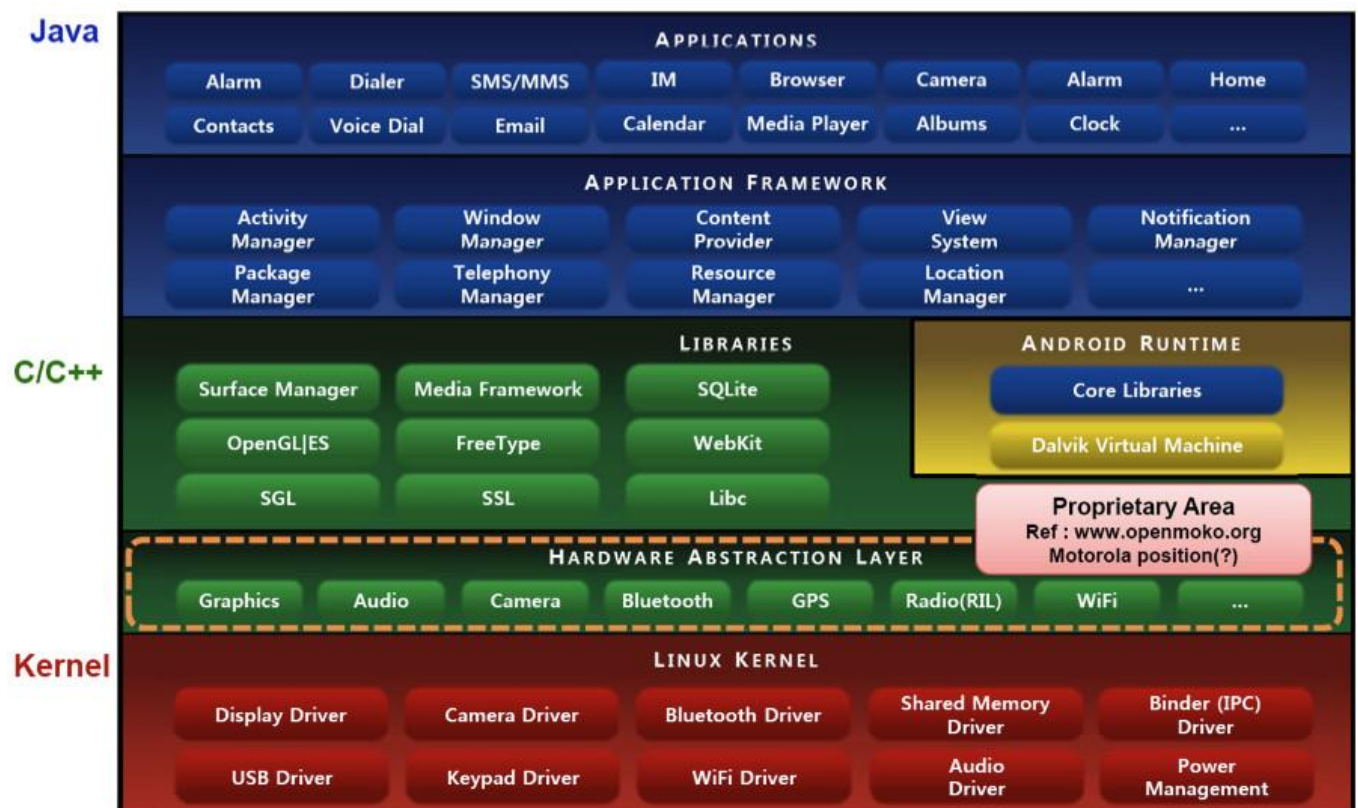 Java
APPLICATIONS
Alarm Dialer SMS/MMS IM Browser Camera Alarm Home
Contacts Voice Dial Email Calendar Media Player Albums Clock ...
APPLICATION FRAMEWORK
Activity Manager Window Manager Content Provider View System Notification Manager
Package Manager Telephony Manager Resource Manager Location Manager ...
C/C++
LIBRARIES
Surface Manager Media Framework SQLite
OpenGL|ES FreeType WebKit
SGL SSL Libc
ANDROID RUNTIME
Core Libraries
Dalvik Virtual Machine
Proprietary Area
Ref : www.openmoko.org
Motorola position(?)
HARDWARE ABSTRACTION LAYER
Graphics Audio Camera Bluetooth GPS Radio(RIL) WiFi ...
Kernel
LINUX KERNEL
Display Driver Camera Driver Bluetooth Driver Shared Memory Driver Binder (IPC) Driver
USB Driver Keypad Driver WiFi Driver Audio Driver Power Management